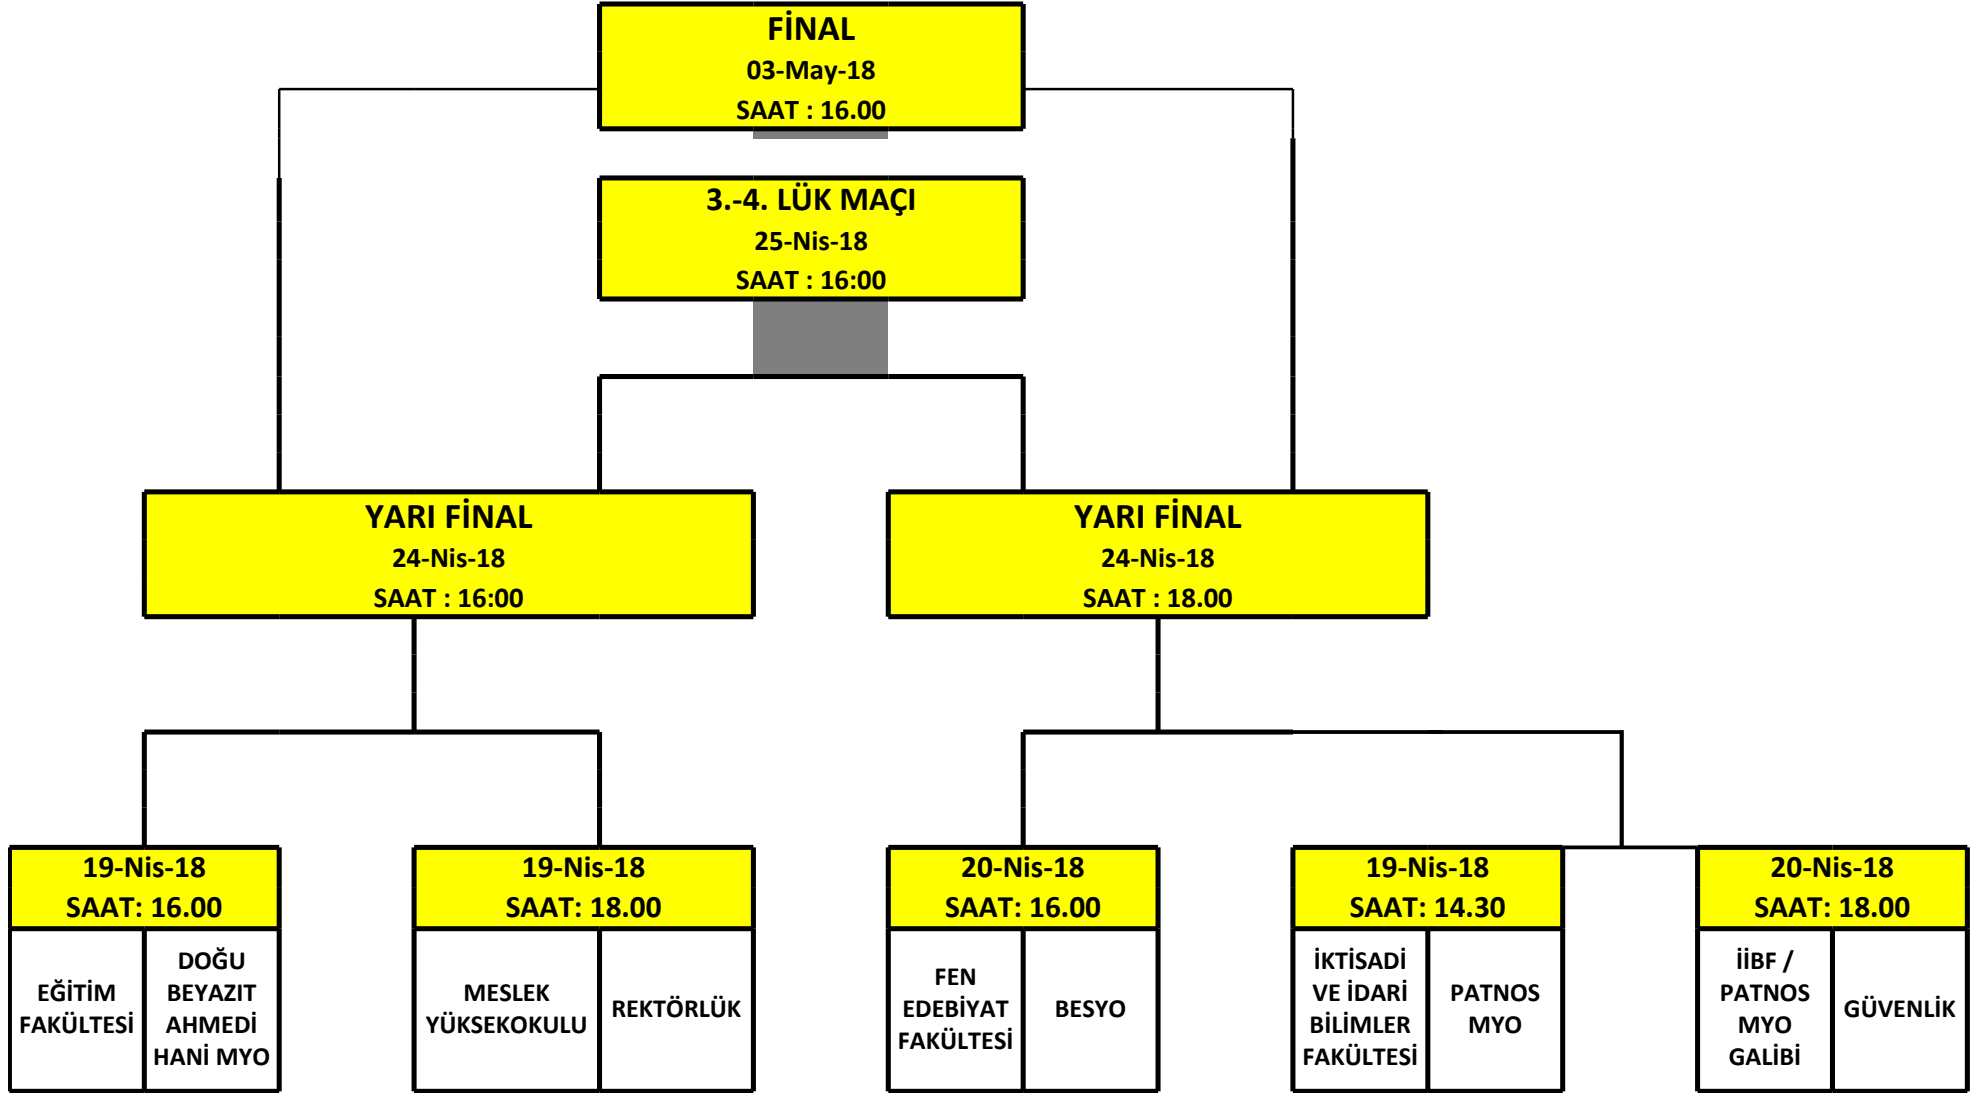 FİNAL
03-May-18
SAAT : 16.00
3.-4. LÜK MAÇI
25-Nis-18
SAAT : 16:00
YARI FİNAL
24-Nis-18
SAAT : 16:00
YARI FİNAL
24-Nis-18
SAAT : 18.00
19-Nis-18
SAAT: 16.00
EĞİTİM
FAKÜLTESİ
DOĞU
BEYAZIT
AHMEDİ
HANİ MYO
19-Nis-18
SAAT: 18.00
MESLEK
YÜKSEKOKULU
REKTÖRLÜK
20-Nis-18
SAAT: 16.00
FEN
EDEBİYAT
FAKÜLTESİ
BESYO
19-Nis-18
SAAT: 14.30
İKTİSADİ
VE İDARİ
BİLİMLER
FAKÜLTESİ
PATNOS
MYO
20-Nis-18
SAAT: 18.00
İİBF /
PATNOS
MYO
GALİBİ
GÜVENLİK